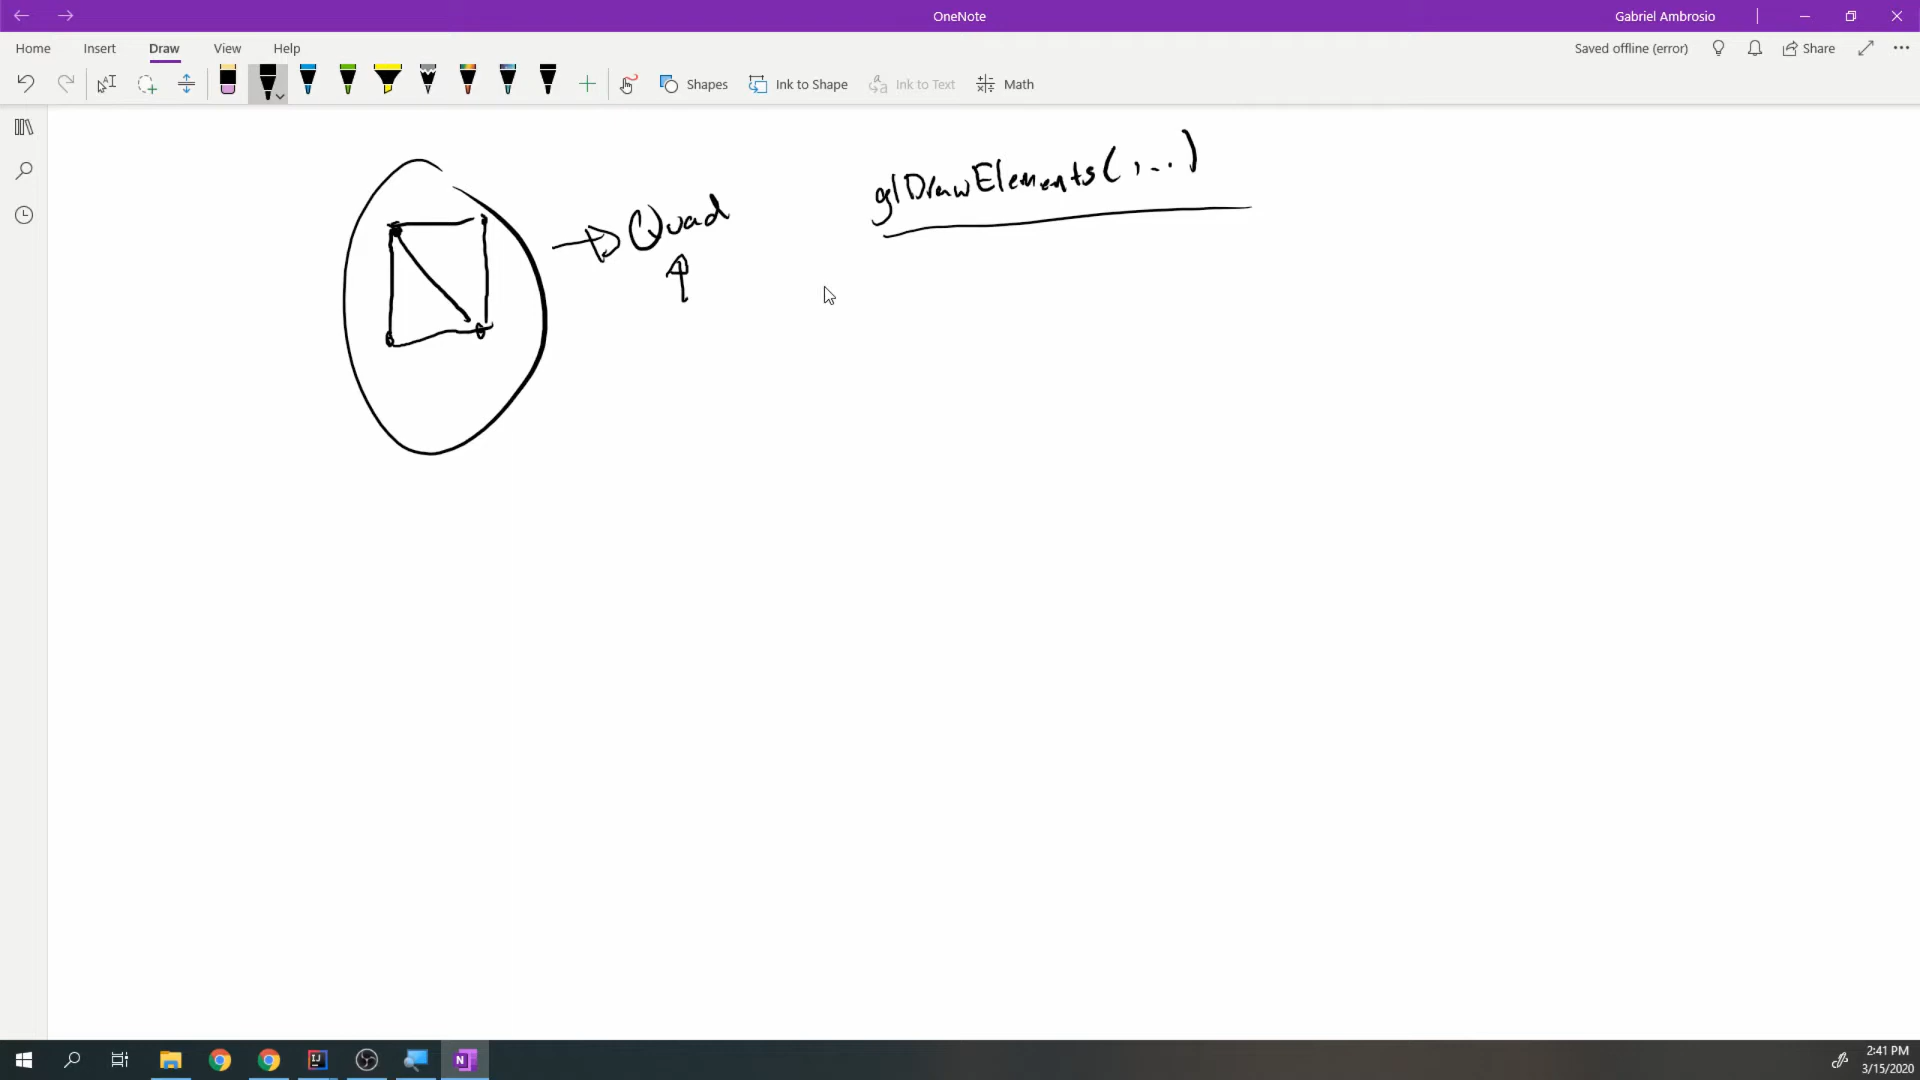 OneNote
Gabriel Ambrosio
Home Insert Draw View Help
Saved offline (error) Share
Shapes Ink to Shape Ink to Text Math
glDrawElements(,...)
Quad
2:41 PM
3/15/2020